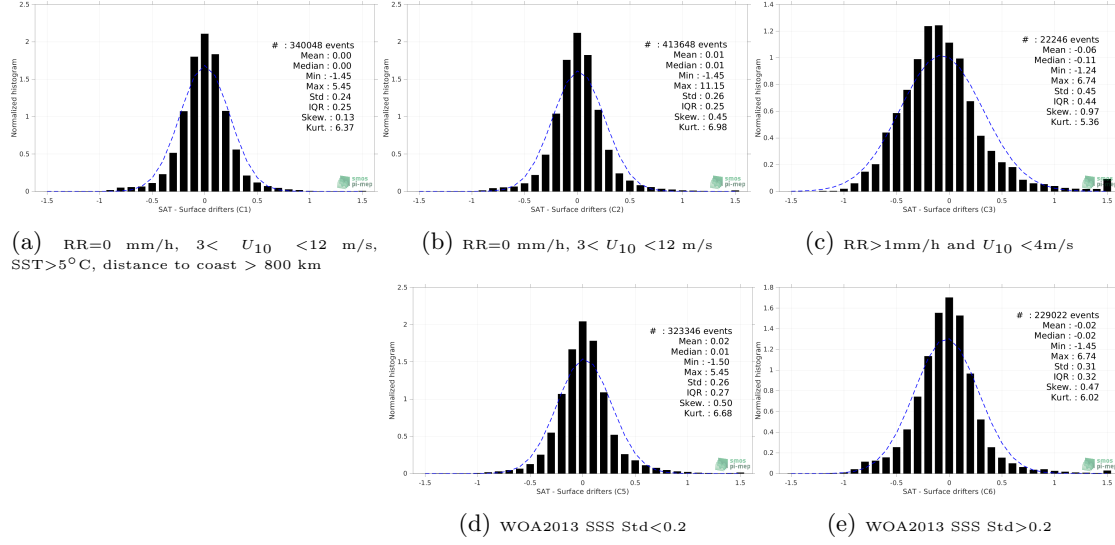 2.5
2
1.5
1
0.5
0
Normalized histogram
# : 340048 events
Mean : 0.00
Median : 0.00
Min : -1.45
Max : 5.45
Std : 0.24
IQR : 0.25
Skew. : 0.13
Kurt. : 6.37
smos
pi-mep
-1.5 -1 -0.5 0 0.5 1 1.5
SAT - Surface drifters (C1)
(a) RR=0 mm/h, 3< U10 <12 m/s,
SST>5°C, distance to coast > 800 km
2.5
2
1.5
1
0.5
0
Normalized histogram
# : 413648 events
Mean : 0.01
Median : 0.01
Min : -1.45
Max : 11.15
Std : 0.26
IQR : 0.25
Skew. : 0.45
Kurt. : 6.98
smos
pi-mep
-1.5 -1 -0.5 0 0.5 1 1.5
SAT - Surface drifters (C2)
(b) RR=0 mm/h, 3< U10 <12 m/s
1.4
1.2
1
0.8
0.6
0.4
0.2
0
Normalized histogram
# : 22246 events
Mean : -0.06
Median : -0.11
Min : -1.24
Max : 6.74
Std : 0.45
IQR : 0.44
Skew. : 0.97
Kurt. : 5.36
smos
pi-mep
-1.5 -1 -0.5 0 0.5 1 1.5
SAT - Surface drifters (C3)
(c) RR>1mm/h and U10 <4m/s
2.5
2
1.5
1
0.5
0
Normalized histogram
# : 323346 events
Mean : 0.02
Median : 0.01
Min : -1.50
Max : 5.45
Std : 0.26
IQR : 0.27
Skew. : 0.50
Kurt. : 6.68
smos
pi-mep
-1.5 -1 -0.5 0 0.5 1 1.5
SAT - Surface drifters (C5)
(d) WOA2013 SSS Std<0.2
1.8
1.6
1.4
1.2
1
0.8
0.6
0.4
0.2
0
Normalized histogram
# : 229022 events
Mean : -0.02
Median : -0.02
Min : -1.45
Max : 6.74
Std : 0.31
IQR : 0.32
Skew. : 0.47
Kurt. : 6.02
smos
pi-mep
-1.5 -1 -0.5 0 0.5 1 1.5
SAT - Surface drifters (C6)
(e) WOA2013 SSS Std>0.2